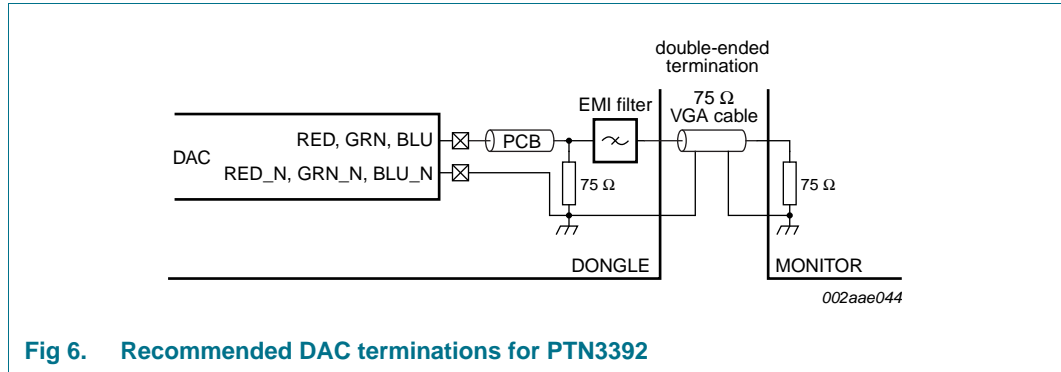 double-ended
termination
EMI filter
75 Ω
VGA cable
RED, GRN, BLU
PCB
DAC
RED_N, GRN_N, BLU_N
75 Ω
75 Ω
DONGLE
MONITOR
002aae044
Fig 6. Recommended DAC terminations for PTN3392